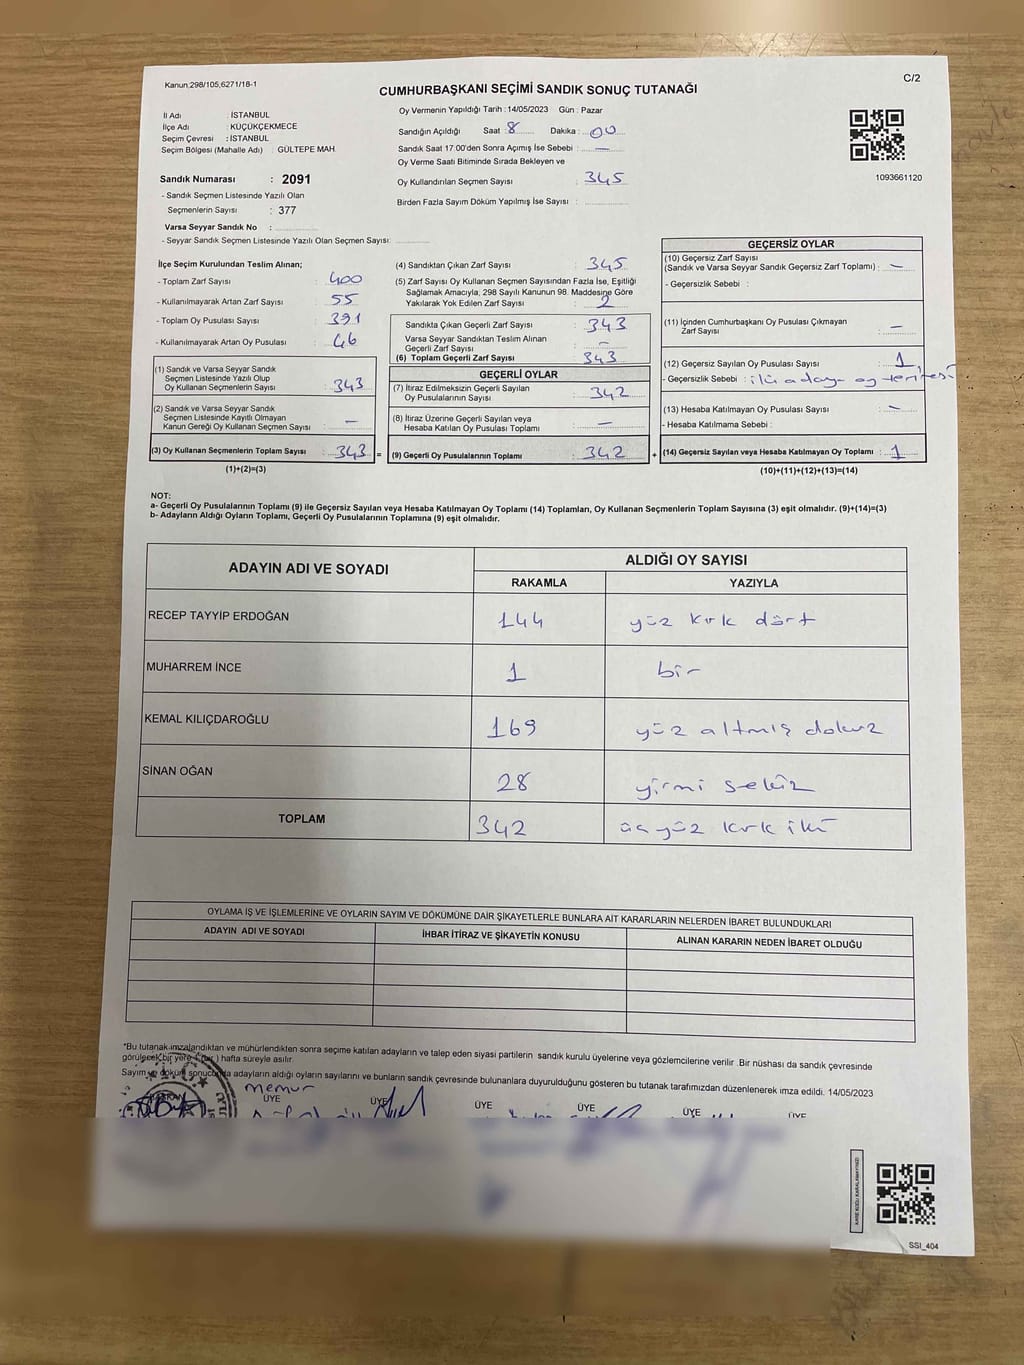 Kanun,298/105,6271/18-1
C/2
CUMHURBAŞKANI SEÇİMİ SANDIK SONUÇ TUTANAĞI
İl Adı : İSTANBUL
İlçe Adı : KÜÇÜKÇEKMECE
Seçim Çevresi : İSTANBUL
Seçim Bölgesi (Mahalle Adı) : GÜLTEPE MAH.
Sandık Numarası : 2091
- Sandık Seçmen Listesinde Yazılı Olan
Seçmenlerin Sayısı : 377
Varsa Seyyar Sandık No :
- Seyyar Sandık Seçmen Listesinde Yazılı Olan Seçmen Sayısı:
Oy Vermenin Yapıldığı Tarih : 14/05/2023 Gün : Pazar
Sandığın Açıldığı Saat : 8 Dakika : 00
Sandık Saat 17:00'den Sonra Açımış İse Sebebi : —
Oy Verme Saati Bitiminde Sırada Bekleyen ve
Oy Kullandırılan Seçmen Sayısı : 345
Birden Fazla Sayım Döküm Yapılmış İse Sayısı :
1093661120
İlçe Seçim Kurulundan Teslim Alınan;
- Toplam Zarf Sayısı : 400
- Kullanılmayarak Artan Zarf Sayısı : 55
- Toplam Oy Pusulası Sayısı : 391
- Kullanılmayarak Artan Oy Pusulası : 46
(1) Sandık ve Varsa Seyyar Sandık
Seçmen Listesinde Yazılı Olup
Oy Kullanan Seçmenlerin Sayısı : 343
(2) Sandık ve Varsa Seyyar Sandık
Seçmen Listesinde Kayıtlı Olmayan
Kanun Gereği Oy Kullanan Seçmen Sayısı : —
(3) Oy Kullanan Seçmenlerin Toplam Sayısı : 343 =
(1)+(2)=(3)
(4) Sandıktan Çıkan Zarf Sayısı : 345
(5) Zarf Sayısı Oy Kullanan Seçmen Sayısından Fazla İse, Eşitliği
Sağlamak Amacıyla, 298 Sayılı Kanunun 98. Maddesine Göre
Yakılarak Yok Edilen Zarf Sayısı : 2
Sandıkta Çıkan Geçerli Zarf Sayısı : 343
Varsa Seyyar Sandıktan Teslim Alınan
Geçerli Zarf Sayısı : —
(6) Toplam Geçerli Zarf Sayısı : 343
GEÇERLİ OYLAR
(7) İtiraz Edilmeksizin Geçerli Sayılan
Oy Pusulalarının Sayısı : 342
(8) İtiraz Üzerine Geçerli Sayılan veya
Hesaba Katılan Oy Pusulası Toplamı : —
(9) Geçerli Oy Pusulalarının Toplamı : 342 +
GEÇERSİZ OYLAR
(10) Geçersiz Zarf Sayısı
(Sandık ve Varsa Seyyar Sandık Geçersiz Zarf Toplamı) : —
- Geçersizlik Sebebi :
(11) İçinden Cumhurbaşkanı Oy Pusulası Çıkmayan
Zarf Sayısı : —
(12) Geçersiz Sayılan Oy Pusulası Sayısı : 1
- Geçersizlik Sebebi : iki adaya oy
(13) Hesaba Katılmayan Oy Pusulası Sayısı : —
- Hesaba Katılmama Sebebi :
(14) Geçersiz Sayılan veya Hesaba Katılmayan Oy Toplamı : 1
(10)+(11)+(12)+(13)=(14)
NOT:
a- Geçerli Oy Pusulalarının Toplamı (9) ile Geçersiz Sayılan veya Hesaba Katılmayan Oy Toplamı (14) Toplamları, Oy Kullanan Seçmenlerin Toplam Sayısına (3) eşit olmalıdır. (9)+(14)=(3)
b- Adayların Aldığı Oyların Toplamı, Geçerli Oy Pusulalarının Toplamına (9) eşit olmalıdır.
ADAYIN ADI VE SOYADI
ALDIĞI OY SAYISI
RAKAMLA YAZIYLA
RECEP TAYYİP ERDOĞAN 144 yüz kırk dört
MUHARREM İNCE 1 bir
KEMAL KILIÇDAROĞLU 169 yüz altmış dokuz
SİNAN OĞAN 28 yirmi sekiz
TOPLAM 342 üç yüz kırk iki
OYLAMA İŞ VE İŞLEMLERİNE VE OYLARIN SAYIM VE DÖKÜMÜNE DAİR ŞİKAYETLERLE BUNLARA AİT KARARLARIN NELERDEN İBARET BULUNDUKLARI
ADAYIN ADI VE SOYADI İHBAR İTİRAZ VE ŞİKAYETİN KONUSU ALINAN KARARIN NEDEN İBARET OLDUĞU
*Bu tutanak imzalandıktan ve mühürlendikten sonra seçime katılan adayların ve talep eden siyasi partilerin sandık kurulu üyelerine veya gözlemcilerine verilir .Bir nüshası da sandık çevresinde
görülecek bir yere 1 (bir ) hafta süreyle asılır.
Sayım ve döküm sonucunda adayların aldığı oyların sayılarını ve bunların sandık çevresinde bulunanlara duyurulduğunu gösteren bu tutanak tarafımızdan düzenlenerek imza edildi. 14/05/2023
memur
ÜYE ÜYE ÜYE ÜYE ÜYE ÜYE
SSI_404